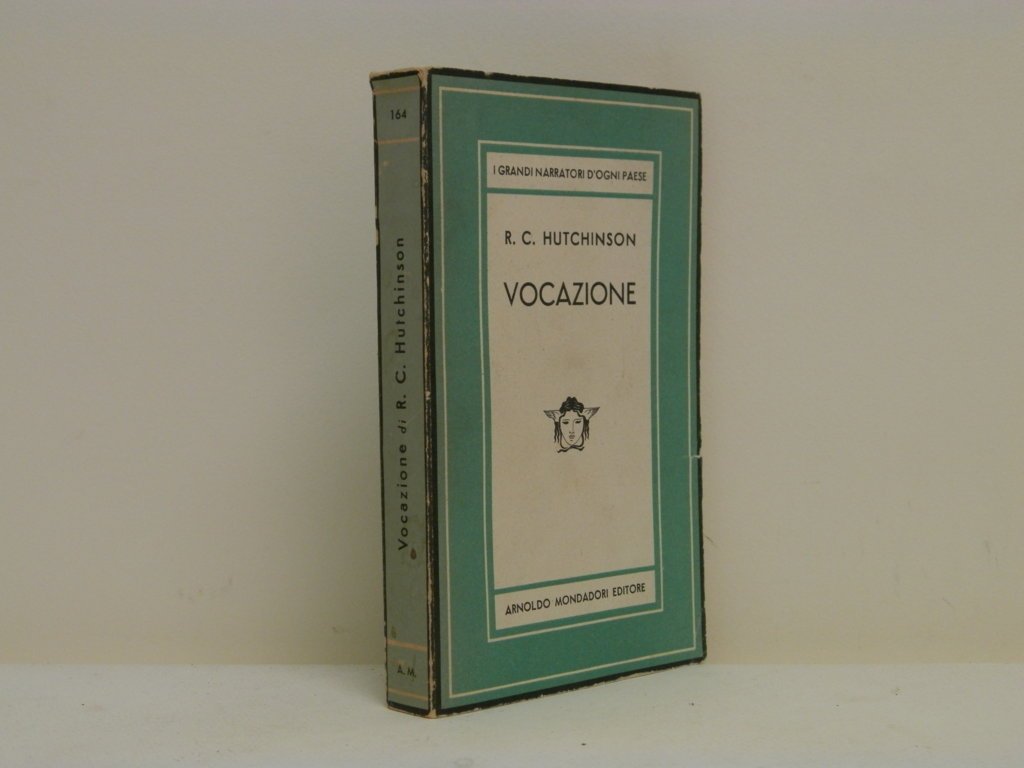 164
Vocazione di R. C. Hutchinson
A. M.
I GRANDI NARRATORI D'OGNI PAESE
R. C. HUTCHINSON
VOCAZIONE
ARNOLDO MONDADORI EDITORE